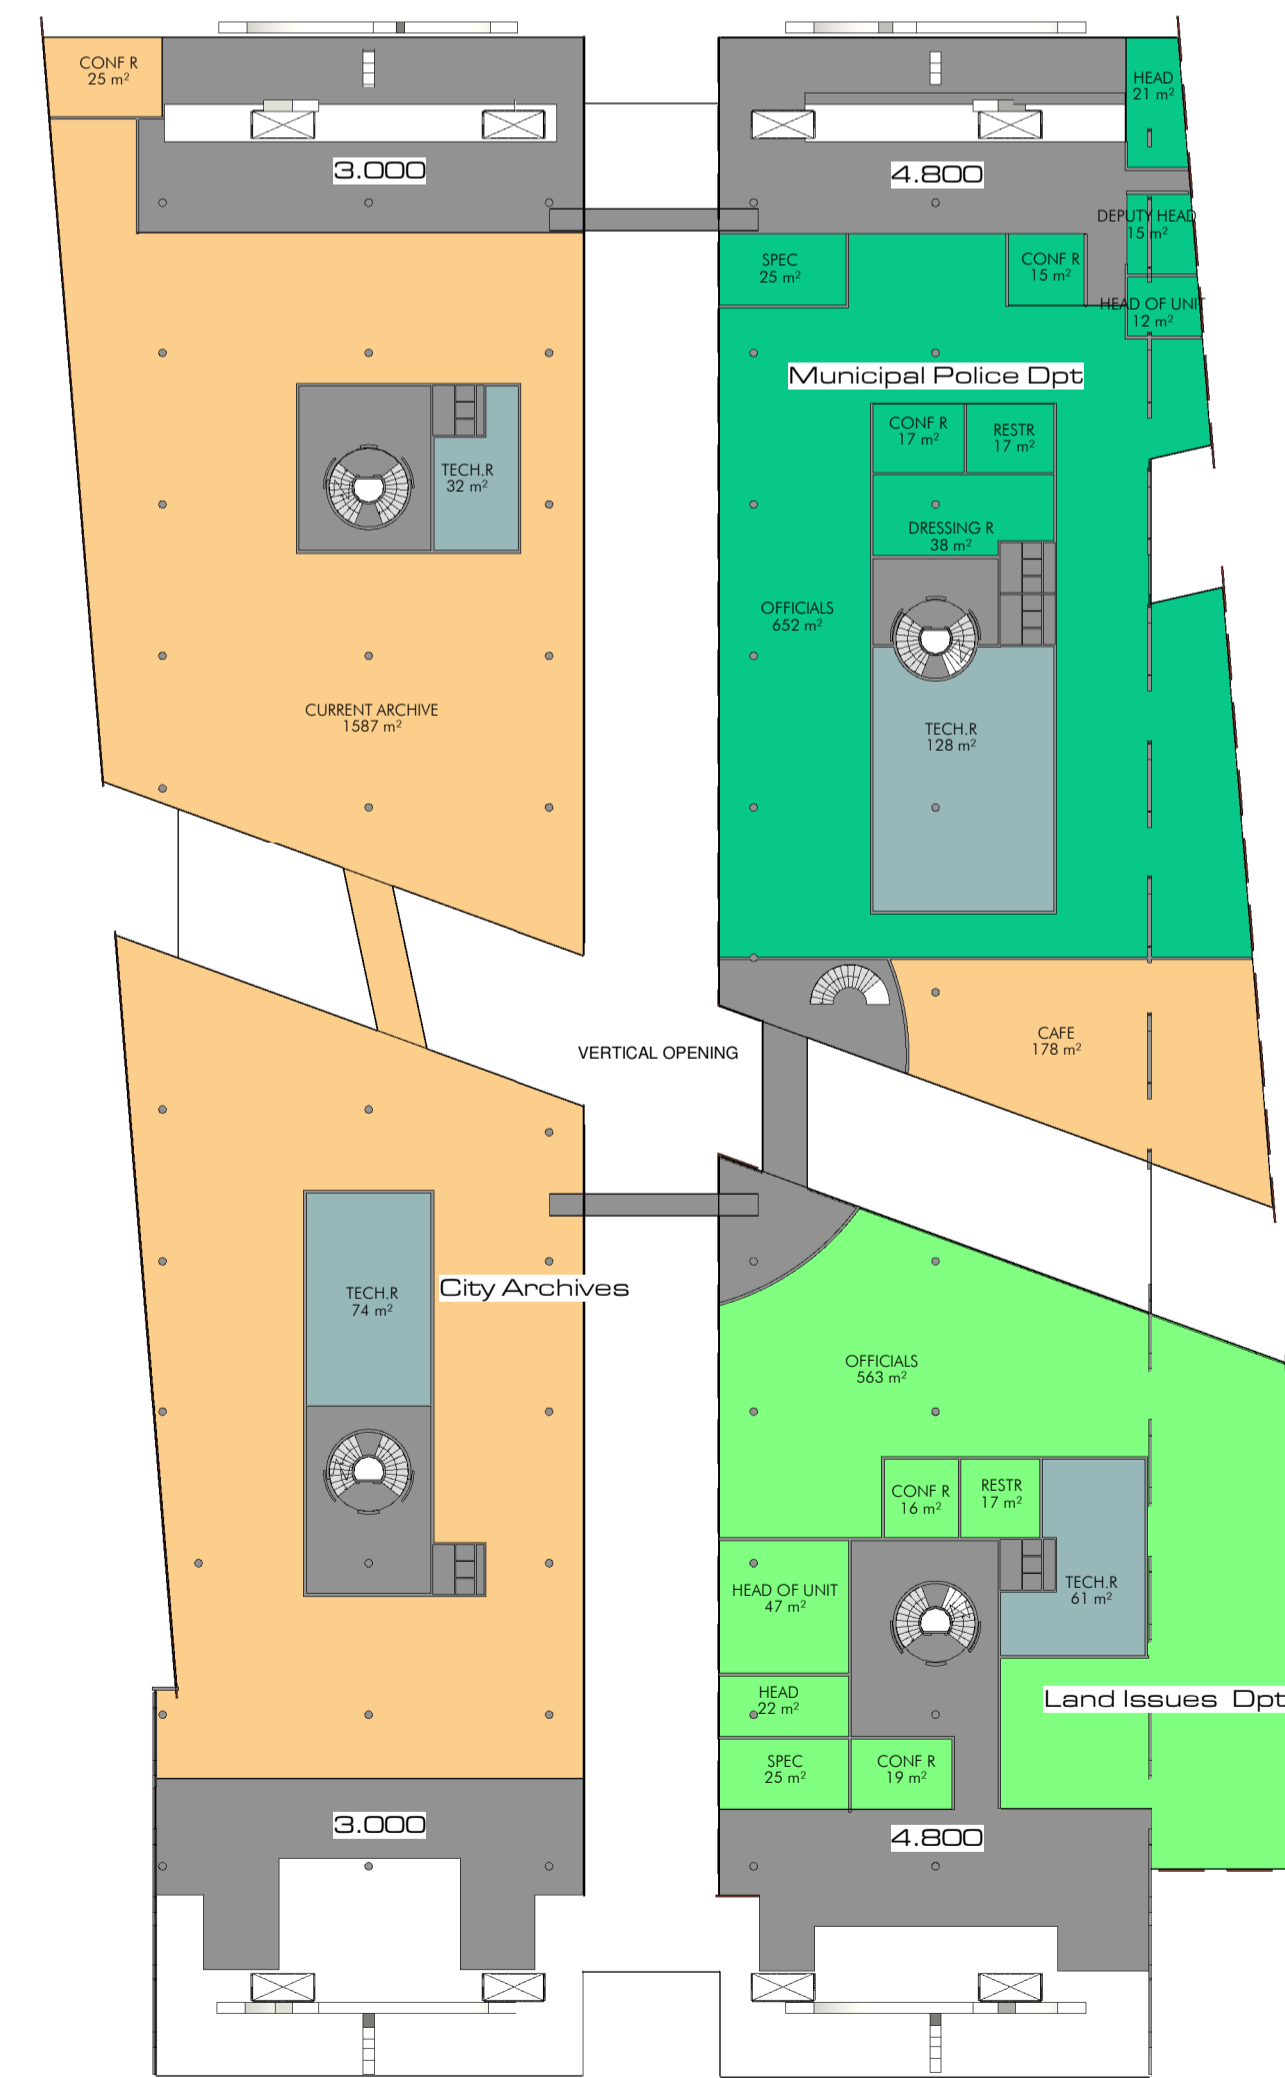 CONF R
25 m²
HEAD
21 m²
3.000
4.800
DEPUTY HEAD
15 m²
SPEC
25 m²
CONF R
15 m²
HEAD OF UNIT
12 m²
Municipal Police Dpt
CONF R
17 m²
RESTR
17 m²
TECH.R
32 m²
DRESSING R
38 m²
OFFICIALS
652 m²
CURRENT ARCHIVE
1587 m²
TECH.R
128 m²
CAFE
178 m²
VERTICAL OPENING
TECH.R
74 m²
City Archives
OFFICIALS
563 m²
CONF R
16 m²
RESTR
17 m²
HEAD OF UNIT
47 m²
TECH.R
61 m²
HEAD
22 m²
Land Issues Dpt
SPEC
25 m²
CONF R
19 m²
3.000
4.800